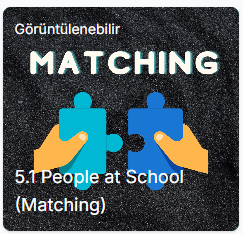 Görüntülenebilir
MATCHING
5.1 People at School
(Matching)